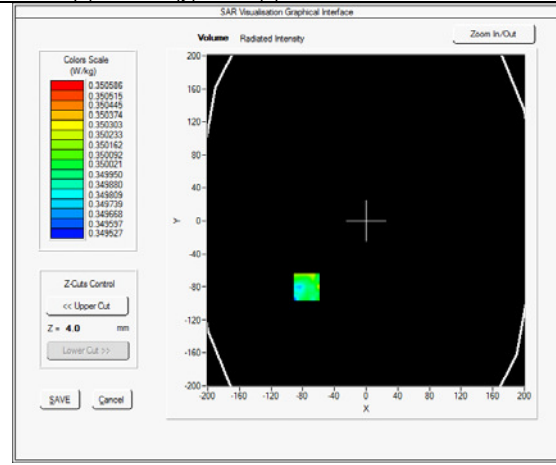 SAR Visualisation Graphical Interface
Volume Radiated Intensity
Zoom In/Out
Colors Scale
(W/kg)
0.350586
0.350515
0.350445
0.350374
0.350303
0.350233
0.350162
0.350092
0.350021
0.349950
0.349880
0.349809
0.349739
0.349668
0.349597
0.349527
Z-Cuts Control
<< Upper Cut
Z = 4.0 mm
Lower Cut >>
SAVE Cancel
200
160
120
80
40
Y 0
-40
-80
-120
-160
-200
-200 -160 -120 -80 -40 0 40 80 120 160 200
X